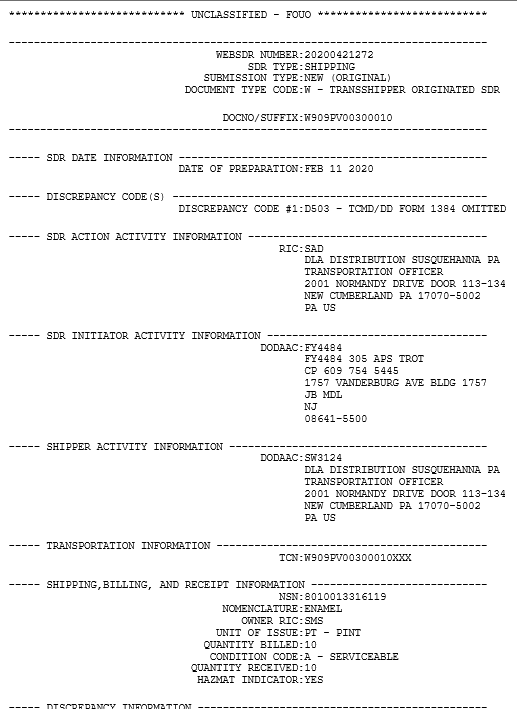 **************************** UNCLASSIFIED - FOUO ***************************
----------------------------------------------------------------------------
WEBSDR NUMBER:20200421272
SDR TYPE:SHIPPING
SUBMISSION TYPE:NEW (ORIGINAL)
DOCUMENT TYPE CODE:W - TRANSSHIPPER ORIGINATED SDR
DOCNO/SUFFIX:W909PV00300010
----------------------------------------------------------------------------
----- SDR DATE INFORMATION -------------------------------------------------
DATE OF PREPARATION:FEB 11 2020
----- DISCREPANCY CODE(S) --------------------------------------------------
DISCREPANCY CODE #1:D503 - TCMD/DD FORM 1384 OMITTED
----- SDR ACTION ACTIVITY INFORMATION --------------------------------------
RIC:SAD
DLA DISTRIBUTION SUSQUEHANNA PA
TRANSPORTATION OFFICER
2001 NORMANDY DRIVE DOOR 113-134
NEW CUMBERLAND PA 17070-5002
PA US
----- SDR INITIATOR ACTIVITY INFORMATION -----------------------------------
DODAAC:FY4484
FY4484 305 APS TROT
CP 609 754 5445
1757 VANDERBURG AVE BLDG 1757
JB MDL
NJ
08641-5500
----- SHIPPER ACTIVITY INFORMATION -----------------------------------------
DODAAC:SW3124
DLA DISTRIBUTION SUSQUEHANNA PA
TRANSPORTATION OFFICER
2001 NORMANDY DRIVE DOOR 113-134
NEW CUMBERLAND PA 17070-5002
PA US
----- TRANSPORTATION INFORMATION -------------------------------------------
TCN:W909PV00300010XXX
----- SHIPPING,BILLING, AND RECEIPT INFORMATION ----------------------------
NSN:8010013316119
NOMENCLATURE:ENAMEL
OWNER RIC:SMS
UNIT OF ISSUE:PT - PINT
QUANTITY BILLED:10
CONDITION CODE:A - SERVICEABLE
QUANTITY RECEIVED:10
HAZMAT INDICATOR:YES
----- DISCREPANCY INFORMATION ----------------------------------------------